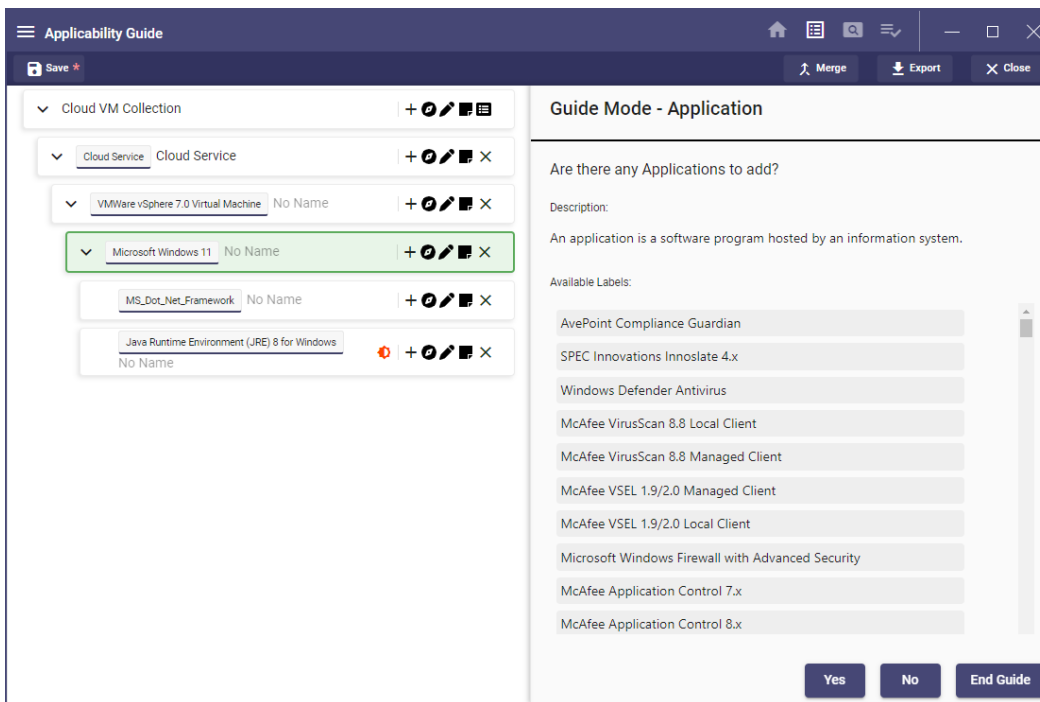 Applicability Guide
Save *
Merge
Export
Close
Cloud VM Collection
Cloud Service Cloud Service
VMWare vSphere 7.0 Virtual Machine No Name
Microsoft Windows 11 No Name
MS_Dot_Net_Framework No Name
Java Runtime Environment (JRE) 8 for Windows
No Name
Guide Mode - Application
Are there any Applications to add?
Description:
An application is a software program hosted by an information system.
Available Labels:
AvePoint Compliance Guardian
SPEC Innovations Innoslate 4.x
Windows Defender Antivirus
McAfee VirusScan 8.8 Local Client
McAfee VirusScan 8.8 Managed Client
McAfee VSEL 1.9/2.0 Managed Client
McAfee VSEL 1.9/2.0 Local Client
Microsoft Windows Firewall with Advanced Security
McAfee Application Control 7.x
McAfee Application Control 8.x
Yes
No
End Guide